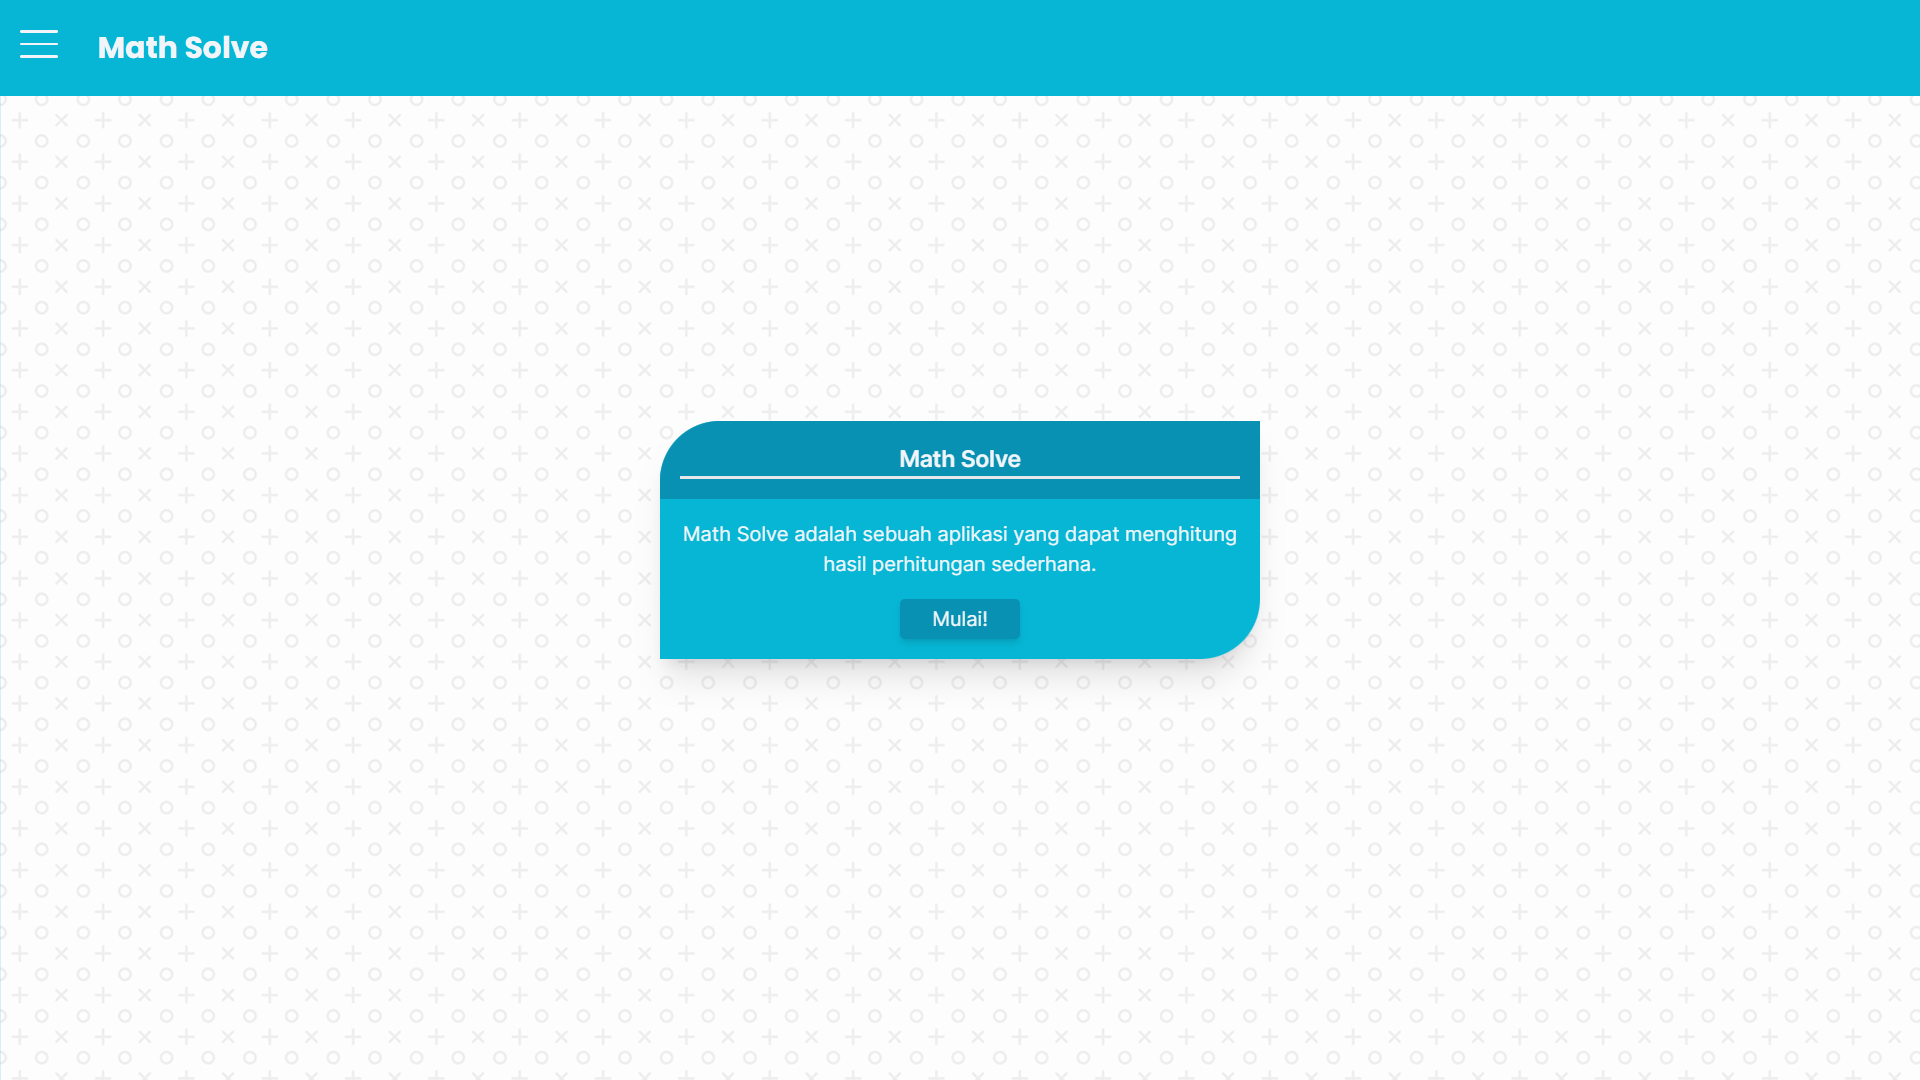 Math Solve
Math Solve
Math Solve adalah sebuah aplikasi yang dapat menghitung
hasil perhitungan sederhana.
Mulai!